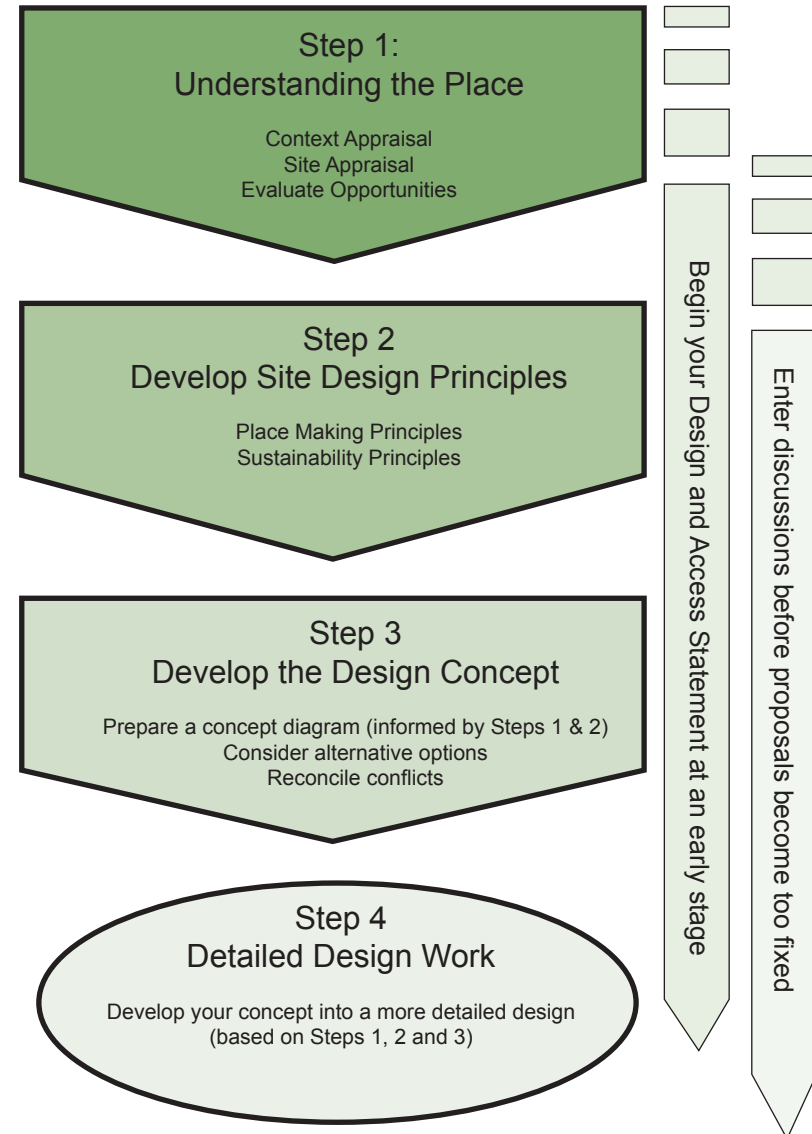 Step 1:
Understanding the Place
Context Appraisal
Site Appraisal
Evaluate Opportunities
Step 2
Develop Site Design Principles
Place Making Principles
Sustainability Principles
Step 3
Develop the Design Concept
Prepare a concept diagram (informed by Steps 1 & 2)
Consider alternative options
Reconcile conflicts
Step 4
Detailed Design Work
Develop your concept into a more detailed design
(based on Steps 1, 2 and 3)
Begin your Design and Access Statement at an early stage
Enter discussions before proposals become too fixed